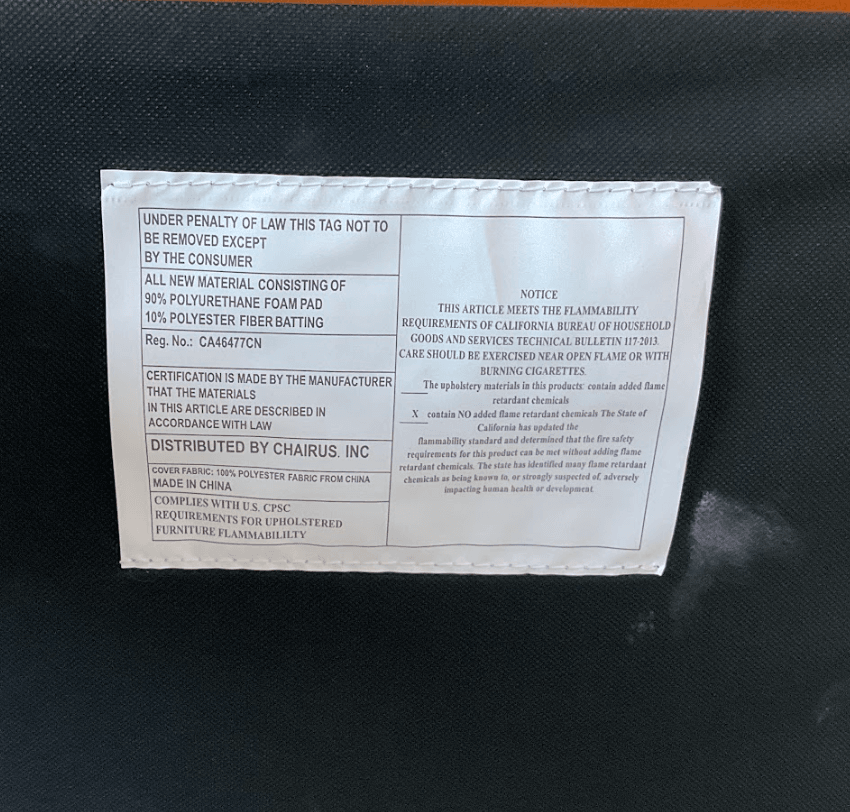 UNDER PENALTY OF LAW THIS TAG NOT TO
BE REMOVED EXCEPT
BY THE CONSUMER
ALL NEW MATERIAL CONSISTING OF
90% POLYURETHANE FOAM PAD
10% POLYESTER FIBER BATTING
Reg. No.: CA46477CN
CERTIFICATION IS MADE BY THE MANUFACTURER
THAT THE MATERIALS
IN THIS ARTICLE ARE DESCRIBED IN
ACCORDANCE WITH LAW
DISTRIBUTED BY CHAIRUS. INC
COVER FABRIC: 100% POLYESTER FABRIC FROM CHINA
MADE IN CHINA
COMPLIES WITH U.S. CPSC
REQUIREMENTS FOR UPHOLSTERED
FURNITURE FLAMMABILILTY
NOTICE
THIS ARTICLE MEETS THE FLAMMABILITY
REQUIREMENTS OF CALIFORNIA BUREAU OF HOUSEHOLD
GOODS AND SERVICES TECHNICAL BULLETIN 117-2013.
CARE SHOULD BE EXERCISED NEAR OPEN FLAME OR WITH
BURNING CIGARETTES.
____The upholstery materials in this products: contain added flame
retardant chemicals
__X__contain NO added flame retardant chemicals The State of
California has updated the
flammability standard and determined that the fire safety
requirements for this product can be met without adding flame
retardant chemicals. The state has identified many flame retardant
chemicals as being known in, or strongly suspected of, adversely
impacting human health or development.